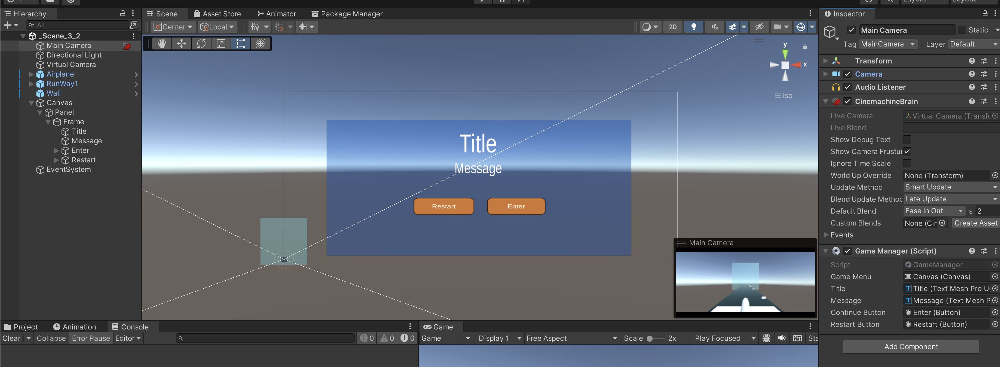 Hierarchy
All
_Scene_3_2
Main Camera
Directional Light
Virtual Camera
Airplane
RunWay1
Wall
Canvas
Panel
Frame
Title
Message
Enter
Restart
EventSystem
Scene
Asset Store
Animator
Package Manager
Center
Local
2D
y
x
Iso
Title
Message
Restart
Enter
Main Camera
Project
Animation
Console
Clear
Collapse
Error Pause
Editor
0
0
0
Game
Game
Display 1
Free Aspect
Scale
2x
Play Focused
Sta
Layers
Layout
Inspector
Main Camera
Static
Tag MainCamera
Layer Default
Transform
Camera
Audio Listener
CinemachineBrain
Live Camera Virtual Camera (Transfo
Live Blend
Show Debug Text
Show Camera Frustu
Ignore Time Scale
World Up Override None (Transform)
Update Method Smart Update
Blend Update Method Late Update
Default Blend Ease In Out s 2
Custom Blends None (Cir Create Asset
Events
Game Manager (Script)
Script GameManager
Game Menu Canvas (Canvas)
Title T Title (Text Mesh Pro U
Message T Message (Text Mesh P
Continue Button Enter (Button)
Restart Button Restart (Button)
Add Component